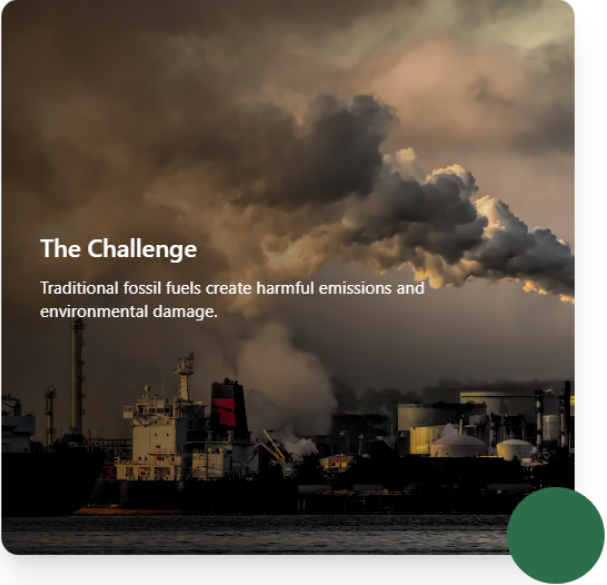 The Challenge
Traditional fossil fuels create harmful emissions and
environmental damage.